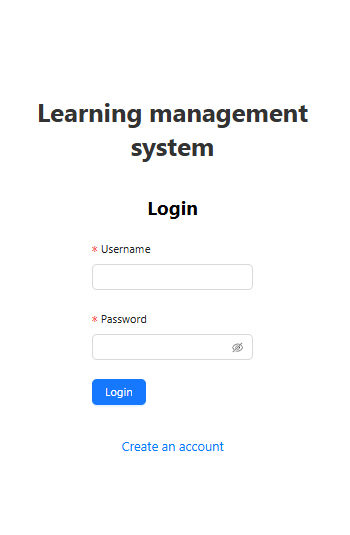 Learning management
system
Login
* Username
* Password
Login
Create an account